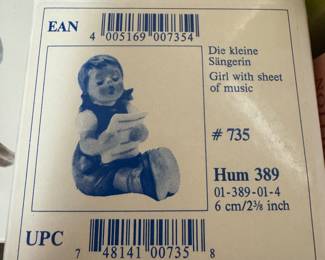 EAN
4 005169 007354
Die kleine
Sängerin
Girl with sheet
of music
# 735
Hum 389
01-389-01-4
6 cm/2⅜ inch
UPC
7 48141 00735 8